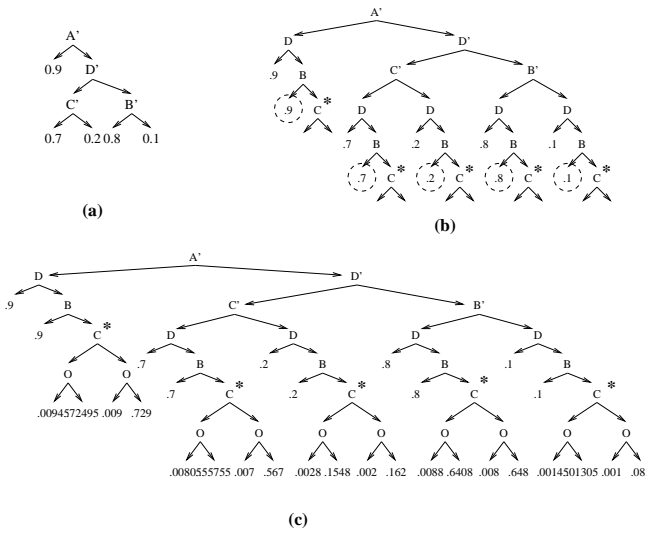 A'
0.9 D'
C' B'
0.7 0.2 0.8 0.1
(a)
A'
D D'
.9 B C' B'
.9 C * D D D D
.7 B .2 B .8 B .1 B
.7 C * .2 C * .8 C * .1 C *
(b)
A'
D D'
.9 B C' B'
.9 C * D D D D
O O .7 B .2 B .8 B .1 B
.0094572495 .009 .729 .7 C * .2 C * .8 C * .1 C *
O O O O O O O O
.0080555755 .007 .567 .0028 .1548 .002 .162 .0088 .6408 .008 .648 .0014501305 .001 .08
(c)